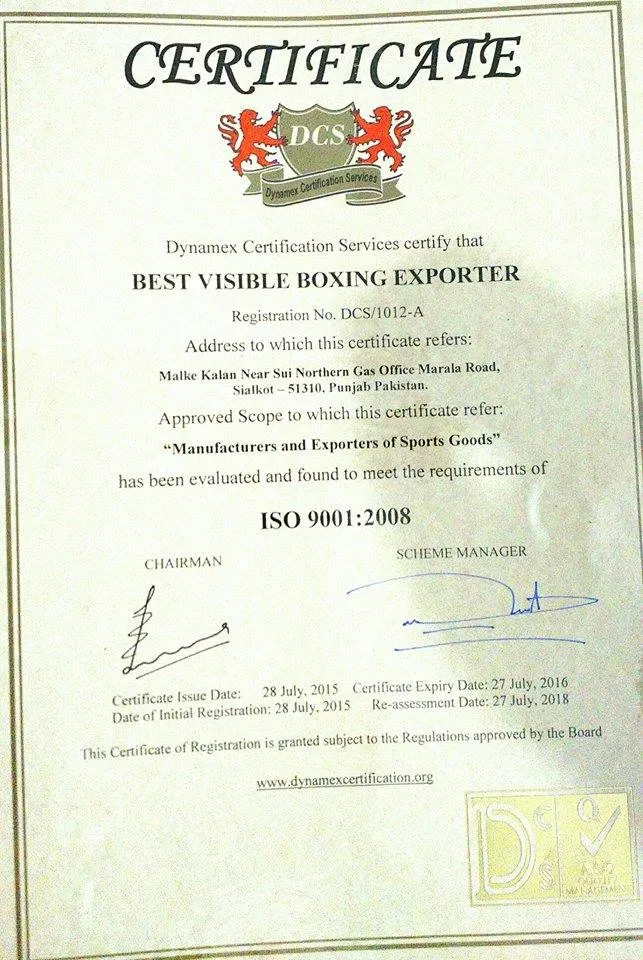 CERTIFICATE
DCS
Dynamex Certification Services
Dynamex Certification Services certify that
BEST VISIBLE BOXING EXPORTER
Registration No. DCS/1012-A
Address to which this certificate refers:
Malke Kalan Near Sui Northern Gas Office Marala Road,
Sialkot – 51310, Punjab Pakistan.
Approved Scope to which this certificate refer:
“Manufacturers and Exporters of Sports Goods”
has been evaluated and found to meet the requirements of
ISO 9001:2008
CHAIRMAN SCHEME MANAGER
Certificate Issue Date: 28 July, 2015 Certificate Expiry Date: 27 July, 2016
Date of Initial Registration: 28 July, 2015 Re-assessment Date: 27 July, 2018
This Certificate of Registration is granted subject to the Regulations approved by the Board
www.dynamexcertification.org
D C S
Q
QUALITY
MANAGEMENT